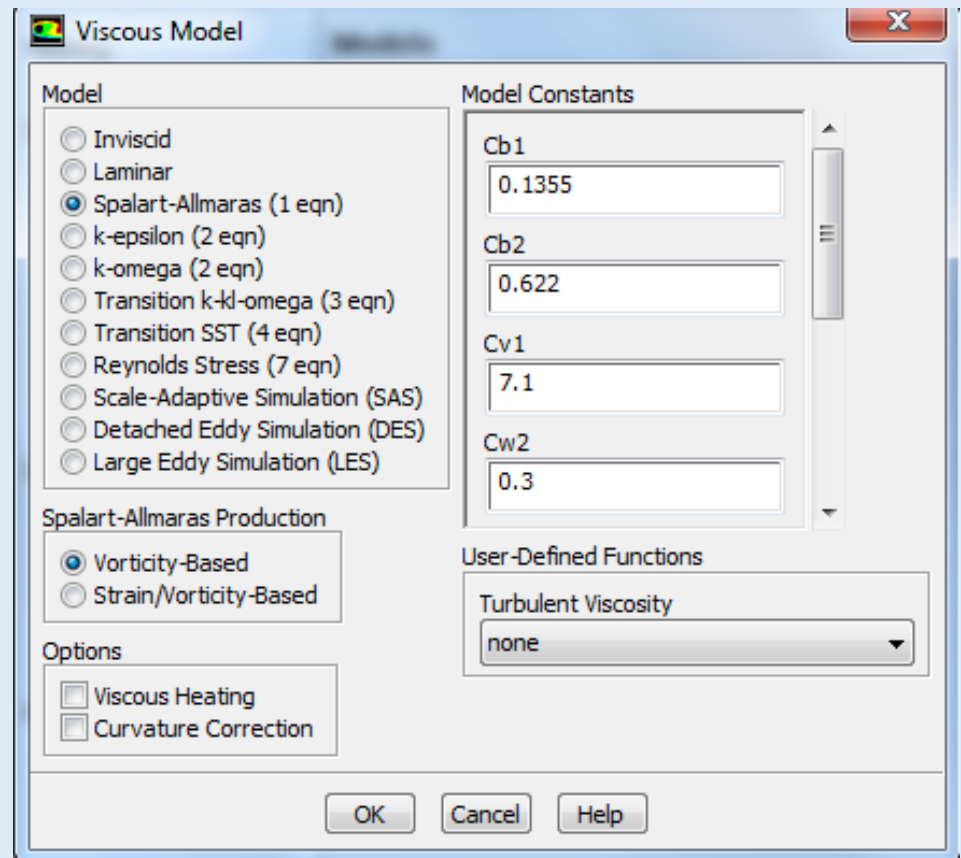 Viscous Model
Models
Model
Inviscid
Laminar
Spalart-Allmaras (1 eqn)
k-epsilon (2 eqn)
k-omega (2 eqn)
Transition k-kl-omega (3 eqn)
Transition SST (4 eqn)
Reynolds Stress (7 eqn)
Scale-Adaptive Simulation (SAS)
Detached Eddy Simulation (DES)
Large Eddy Simulation (LES)
Spalart-Allmaras Production
Vorticity-Based
Strain/Vorticity-Based
Options
Viscous Heating
Curvature Correction
Model Constants
Cb1
0.1355
Cb2
0.622
Cv1
7.1
Cw2
0.3
User-Defined Functions
Turbulent Viscosity
none
OK
Cancel
Help